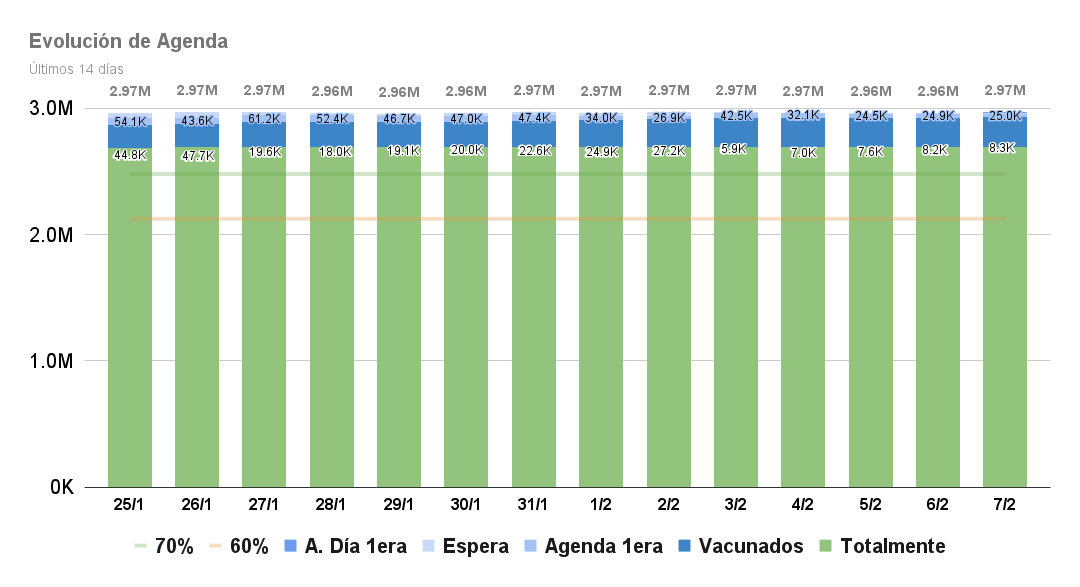 Evolución de Agenda
Últimos 14 días
2.97M 2.97M 2.97M 2.96M 2.96M 2.96M 2.97M 2.97M 2.97M 2.97M 2.97M 2.96M 2.96M 2.97M
3.0M
54.1K 43.6K 61.2K 52.4K 46.7K 47.0K 47.4K 34.0K 26.9K 42.5K 32.1K 24.5K 24.9K 25.0K
44.8K 47.7K 19.6K 18.0K 19.1K 20.0K 22.6K 24.9K 27.2K 5.9K 7.0K 7.6K 8.2K 8.3K
2.0M
1.0M
0K
25/1 26/1 27/1 28/1 29/1 30/1 31/1 1/2 2/2 3/2 4/2 5/2 6/2 7/2
70% 60% A. Día 1era Espera Agenda 1era Vacunados Totalmente